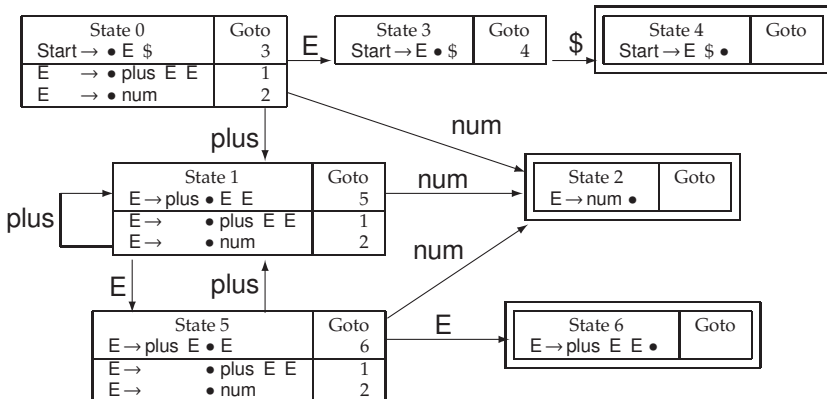 State 0 Goto
Start → • E $ 3
E → • plus E E 1
E → • num 2
E
State 3 Goto
Start → E • $ 4
$
State 4 Goto
Start → E $ •
plus
num
State 1 Goto
E → plus • E E 5
E → • plus E E 1
E → • num 2
plus
num
State 2 Goto
E → num •
E
plus
num
State 5 Goto
E → plus E • E 6
E → • plus E E 1
E → • num 2
E
State 6 Goto
E → plus E E •